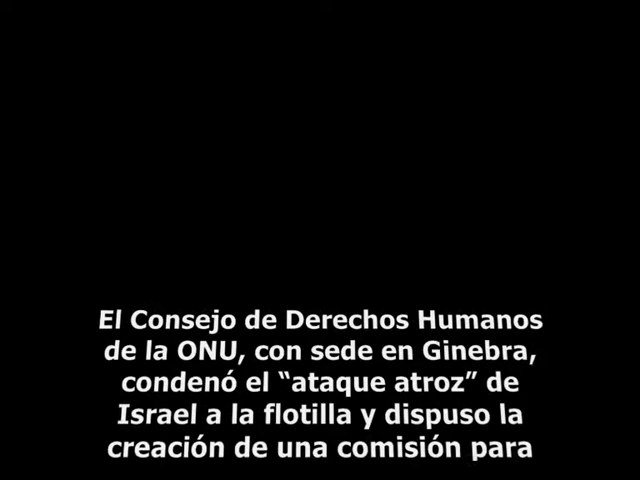 El Consejo de Derechos Humanos
de la ONU, con sede en Ginebra,
condenó el “ataque atroz” de
Israel a la flotilla y dispuso la
creación de una comisión para